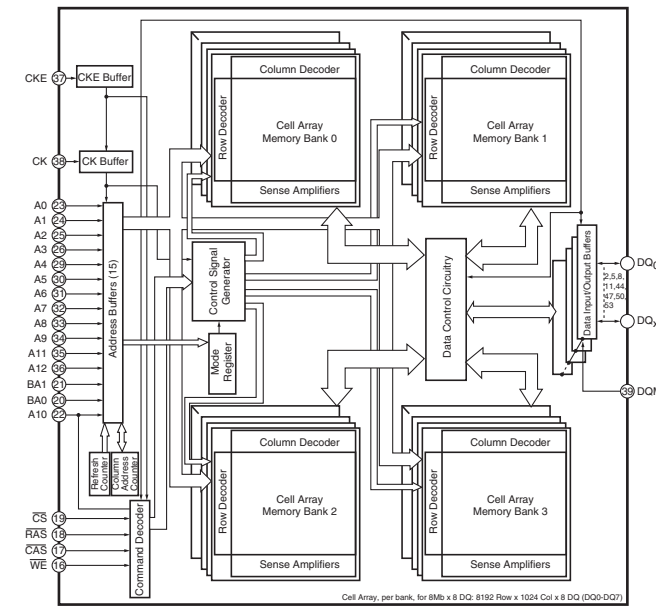 CKE 37 CKE Buffer
CK 38 CK Buffer
A0 23
A1 24
A2 25
A3 26
A4 29
A5 30
A6 31
A7 32
A8 33
A9 34
A11 35
A12 36
BA1 21
BA0 20
A10 22
Address Buffers (15)
Refresh
Counter
Column
Address
Counter
CS 19
RAS 18
CAS 17
WE 16
Command Decoder
Control Signal
Generator
Mode
Register
Column Decoder
Row Decoder
Cell Array
Memory Bank 0
Sense Amplifiers
Column Decoder
Row Decoder
Cell Array
Memory Bank 1
Sense Amplifiers
Data Control Circuitry
Data Input/Output Buffers
DQ0
2,5,8,
11,44,
47,50,
53
DQX
39 DQM
Column Decoder
Row Decoder
Cell Array
Memory Bank 2
Sense Amplifiers
Column Decoder
Row Decoder
Cell Array
Memory Bank 3
Sense Amplifiers
Cell Array, per bank, for 8Mb x 8 DQ: 8192 Row x 1024 Col x 8 DQ (DQ0-DQ7)